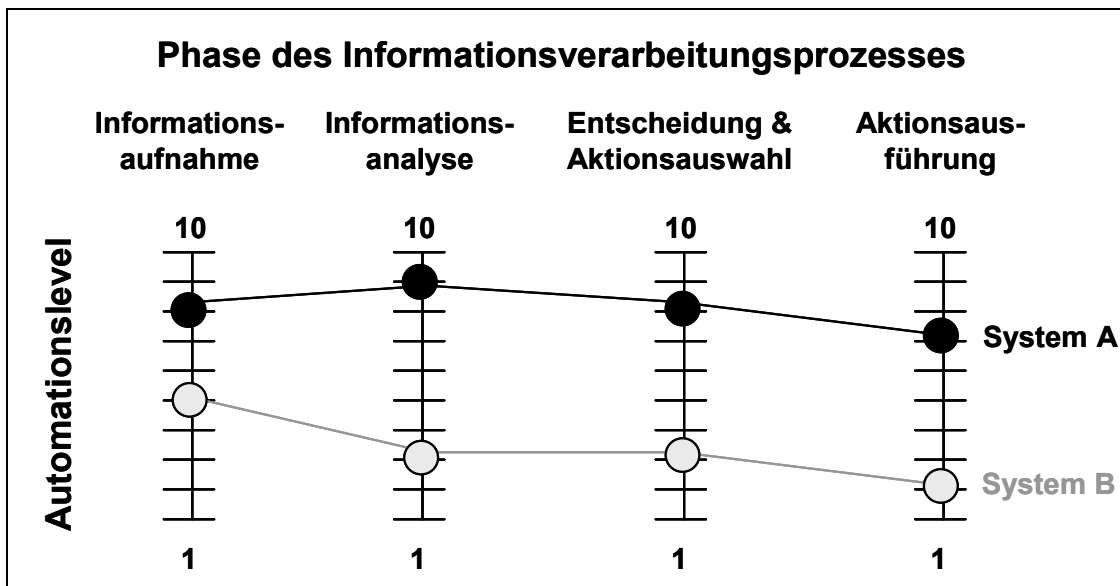 Phase des Informationsverarbeitungsprozesses
Informations-
aufnahme
Informations-
analyse
Entscheidung &
Aktionsauswahl
Aktionsaus-
führung
10
10
10
10
Automationslevel
System A
System B
1
1
1
1